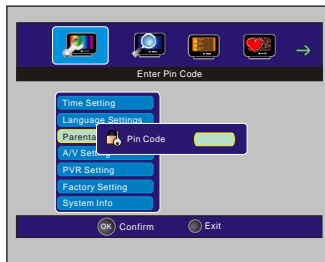 Enter Pin Code
Time Setting
Language Settings
Parenta
Pin Code
A/V Setting
PVR Setting
Factory Setting
System Info
OK Confirm Exit